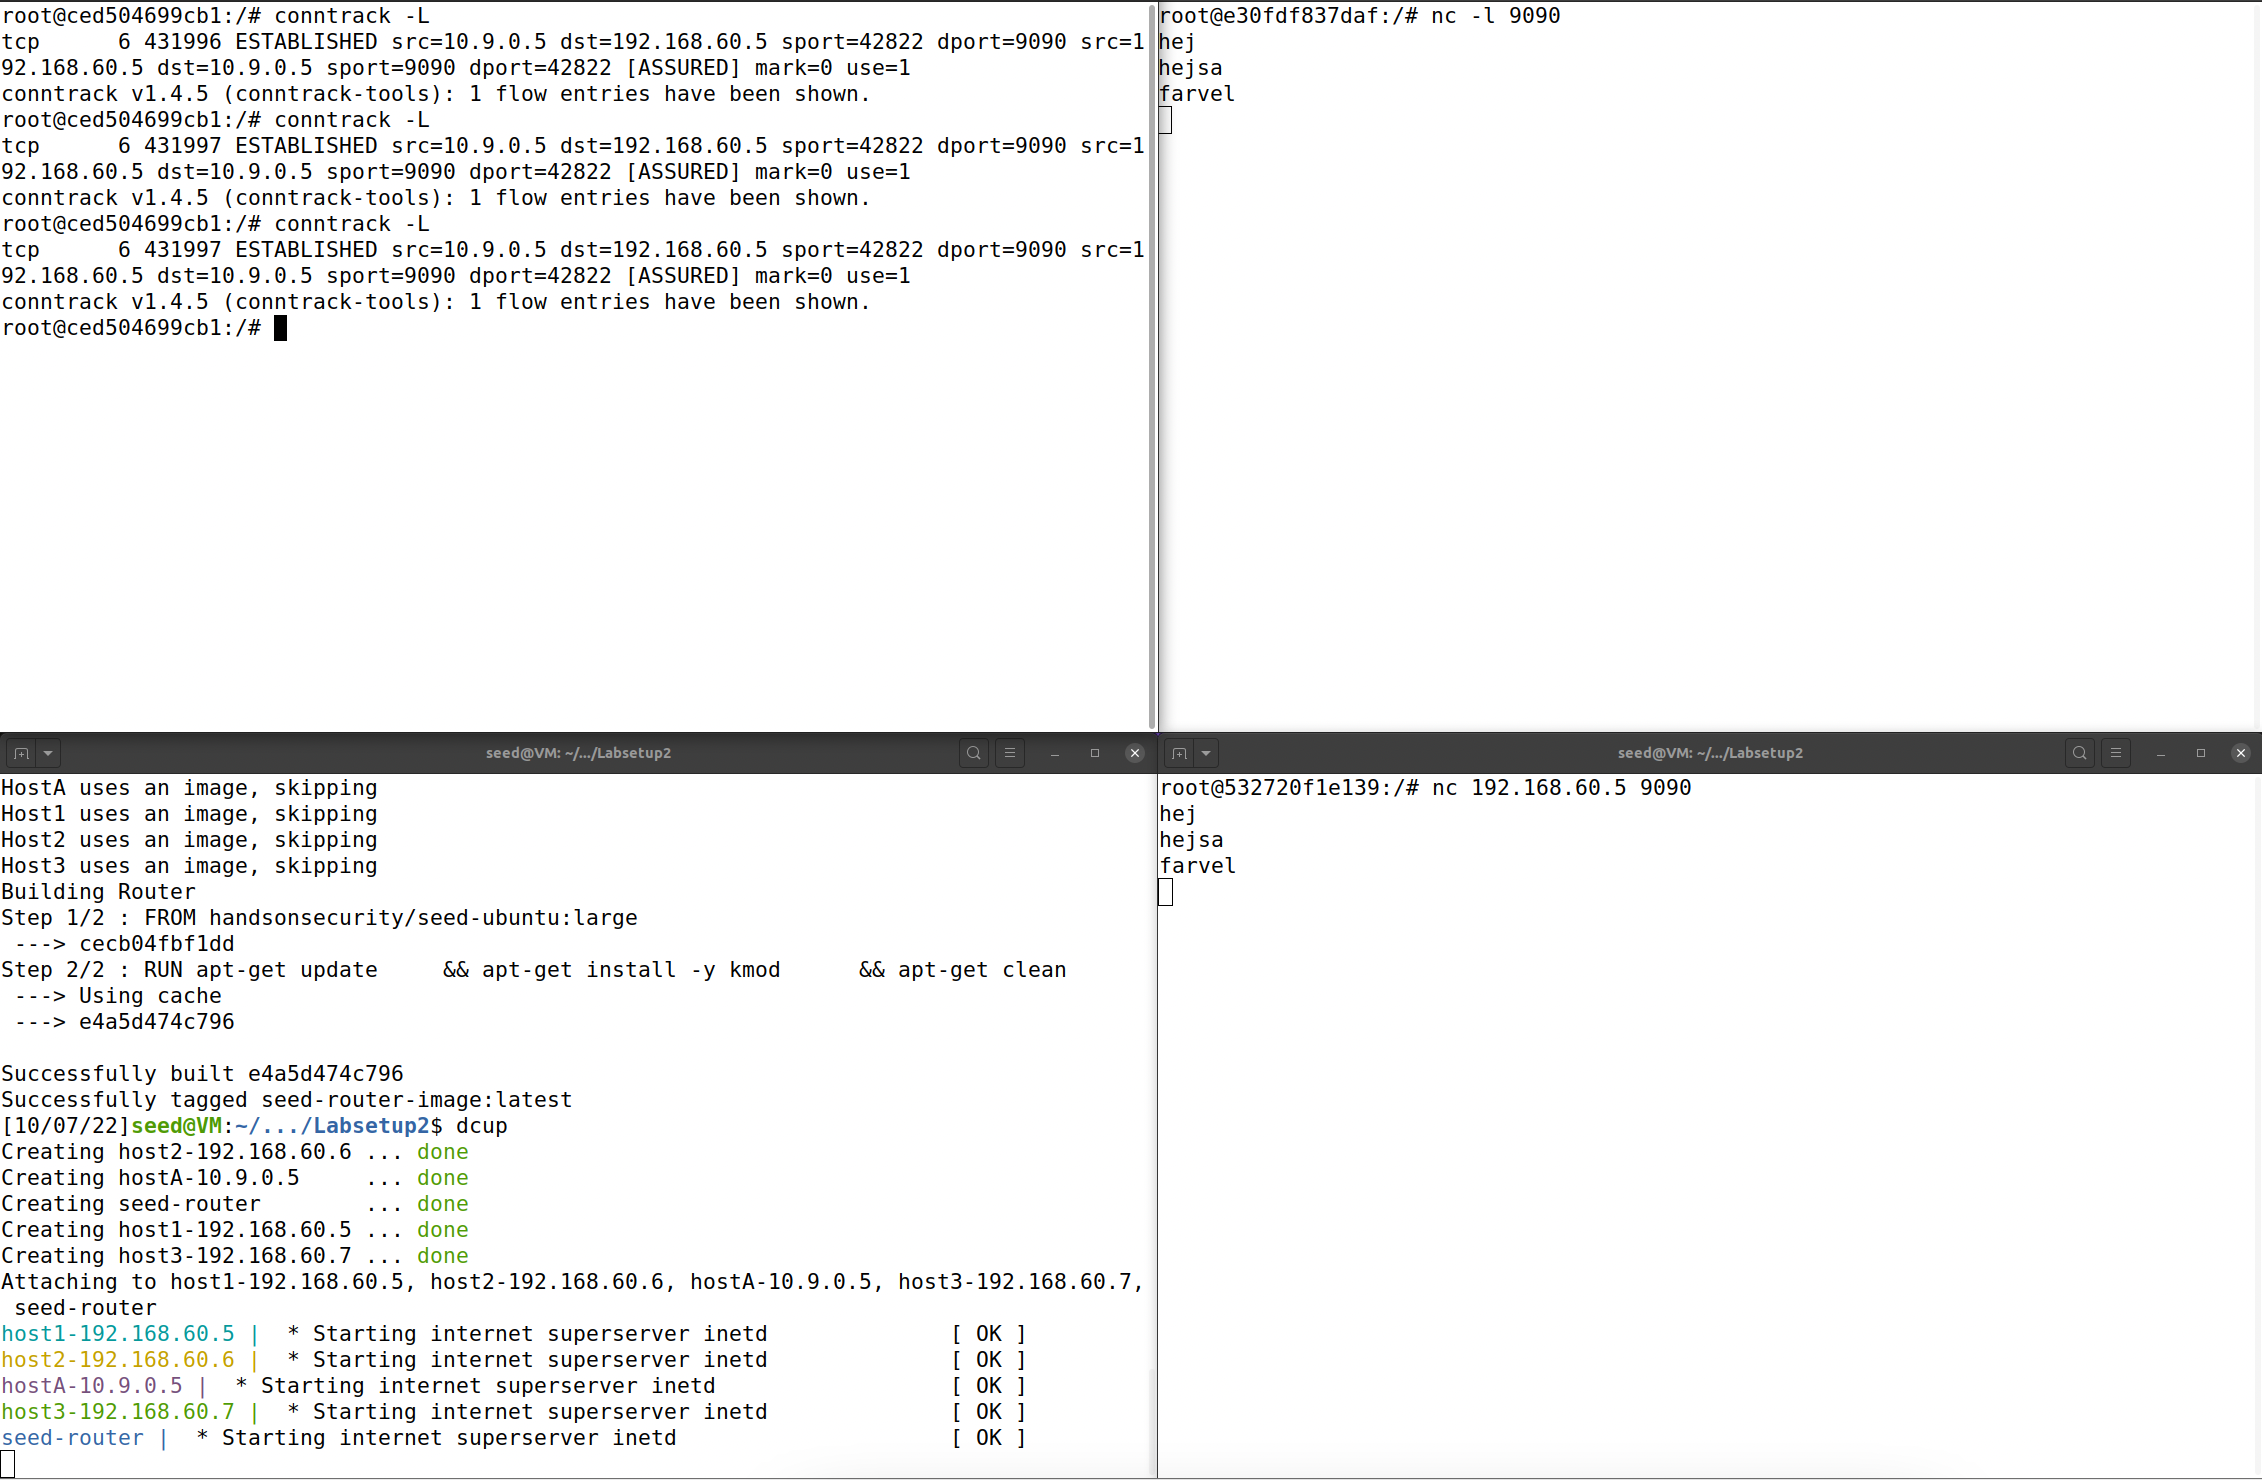 root@ced504699cb1:/# conntrack -L
tcp      6 431996 ESTABLISHED src=10.9.0.5 dst=192.168.60.5 sport=42822 dport=9090 src=1
92.168.60.5 dst=10.9.0.5 sport=9090 dport=42822 [ASSURED] mark=0 use=1
conntrack v1.4.5 (conntrack-tools): 1 flow entries have been shown.
root@ced504699cb1:/# conntrack -L
tcp      6 431997 ESTABLISHED src=10.9.0.5 dst=192.168.60.5 sport=42822 dport=9090 src=1
92.168.60.5 dst=10.9.0.5 sport=9090 dport=42822 [ASSURED] mark=0 use=1
conntrack v1.4.5 (conntrack-tools): 1 flow entries have been shown.
root@ced504699cb1:/# conntrack -L
tcp      6 431997 ESTABLISHED src=10.9.0.5 dst=192.168.60.5 sport=42822 dport=9090 src=1
92.168.60.5 dst=10.9.0.5 sport=9090 dport=42822 [ASSURED] mark=0 use=1
conntrack v1.4.5 (conntrack-tools): 1 flow entries have been shown.
root@ced504699cb1:/#
root@e30fdf837daf:/# nc -l 9090
hej
hejsa
farvel
seed@VM: ~/.../Labsetup2
HostA uses an image, skipping
Host1 uses an image, skipping
Host2 uses an image, skipping
Host3 uses an image, skipping
Building Router
Step 1/2 : FROM handsonsecurity/seed-ubuntu:large
 ---> cecb04fbf1dd
Step 2/2 : RUN apt-get update     && apt-get install -y kmod      && apt-get clean
 ---> Using cache
 ---> e4a5d474c796
Successfully built e4a5d474c796
Successfully tagged seed-router-image:latest
[10/07/22]seed@VM:~/.../Labsetup2$ dcup
Creating host2-192.168.60.6 ... done
Creating hostA-10.9.0.5     ... done
Creating seed-router        ... done
Creating host1-192.168.60.5 ... done
Creating host3-192.168.60.7 ... done
Attaching to host1-192.168.60.5, host2-192.168.60.6, hostA-10.9.0.5, host3-192.168.60.7,
 seed-router
host1-192.168.60.5 |  * Starting internet superserver inetd              [ OK ]
host2-192.168.60.6 |  * Starting internet superserver inetd              [ OK ]
hostA-10.9.0.5 |  * Starting internet superserver inetd                  [ OK ]
host3-192.168.60.7 |  * Starting internet superserver inetd              [ OK ]
seed-router |  * Starting internet superserver inetd                     [ OK ]
seed@VM: ~/.../Labsetup2
root@532720f1e139:/# nc 192.168.60.5 9090
hej
hejsa
farvel